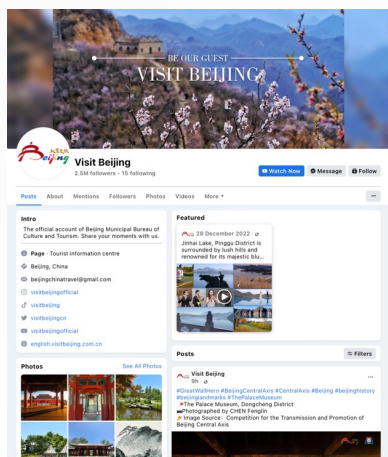 BE OUR GUEST
VISIT BEIJING
Beijing
Visit Beijing
2.5M followers • 15 following
Watch Now
Message
Follow
Posts
About
Mentions
Followers
Photos
Videos
More
Intro
The official account of Beijing Municipal Bureau of
Culture and Tourism. Share your moments with us.
Page · Tourist information centre
Beijing, China
beijingchinatravel@gmail.com
visitbeijingofficial
visitbeijing
visitbeijingcn
visitbeijingofficial
english.visitbeijing.com.cn
Photos
See All Photos
Featured
28 December 2022 ·
Jinhai Lake, Pinggu District is
surrounded by lush hills and
renowned for its majestic blu...
Posts
Filters
Visit Beijing
9h ·
#GreatWallHero #BeijingCentralAxis #CentralAxis #Beijing #beijinghistory
#beijinglandmarks #ThePalaceMuseum
The Palace Museum, Dongcheng District
Photographed by CHEN Fenglin
Image Source: Competition for the Transmission and Promotion of
Beijing Central Axis